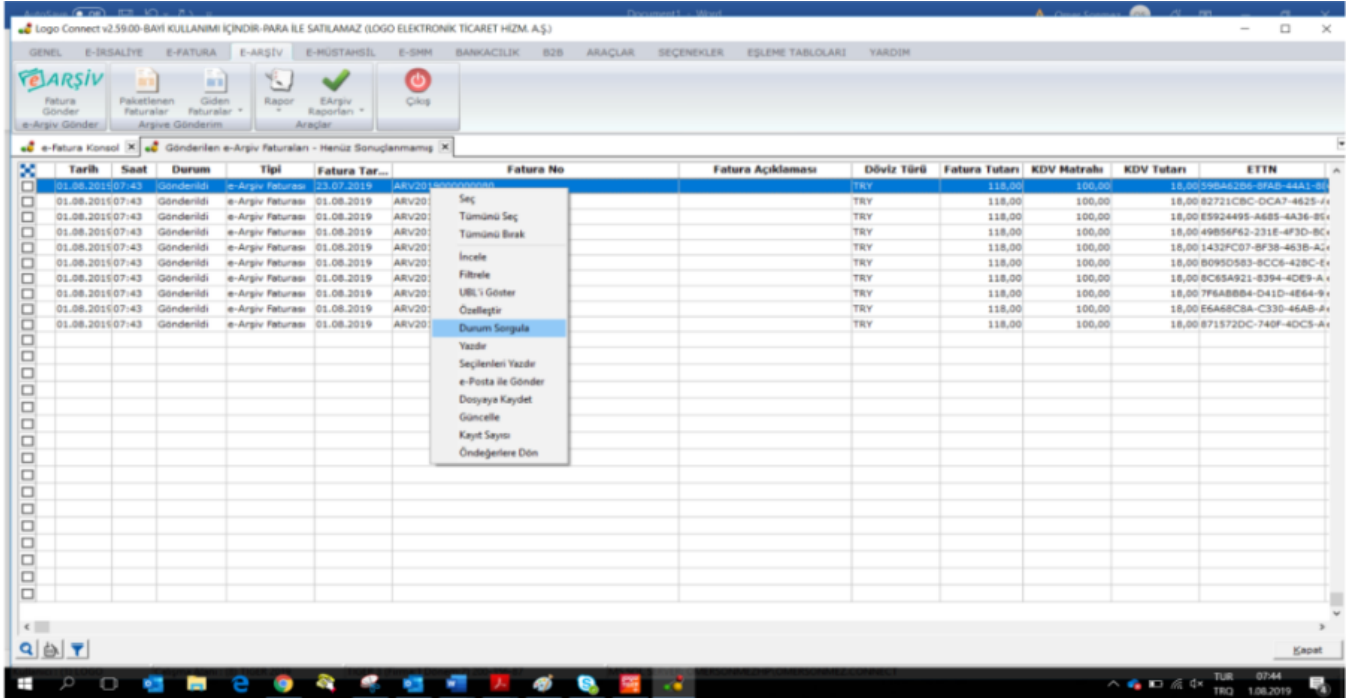 Document1 - Word
Logo Connect v2.59.00-BAYİ KULLANIMI İÇİNDİR-PARA İLE SATILAMAZ (LOGO ELEKTRONİK TİCARET HİZM. A.Ş.)
GENEL E-İRSALİYE E-FATURA E-ARŞİV E-MÜSTAHSİL E-SMM BANKACILIK B2B ARAÇLAR SEÇENEKLER EŞLEME TABLOLARI YARDIM
eARŞİV
Fatura Gönder
Paketlenen Faturalar
Giden Faturalar
Rapor
EArşiv Raporları
Çıkış
e-Arşiv Gönder Arşive Gönderim Araçlar
e-Fatura Konsol Gönderilen e-Arşiv Faturaları - Henüz Sonuçlanmamış
Tarih Saat Durum Tipi Fatura Tar... Fatura No Fatura Açıklaması Döviz Türü Fatura Tutarı KDV Matrahı KDV Tutarı ETTN
01.08.2019 07:43 Gönderildi e-Arşiv Faturası 23.07.2019 ARV2019000000080 TRY 118,00 100,00 18,00
01.08.2019 07:43 Gönderildi e-Arşiv Faturası 01.08.2019 ARV20 TRY 118,00 100,00 18,00 82721CBC-DCA7-4625-
01.08.2019 07:43 Gönderildi e-Arşiv Faturası 01.08.2019 ARV20 TRY 118,00 100,00 18,00 E5924495-A685-4A36-
01.08.2019 07:43 Gönderildi e-Arşiv Faturası 01.08.2019 ARV20 TRY 118,00 100,00 18,00 49B56F62-231E-4F3D-
01.08.2019 07:43 Gönderildi e-Arşiv Faturası 01.08.2019 ARV20 TRY 118,00 100,00 18,00 1432FC07-BF38-463B-
01.08.2019 07:43 Gönderildi e-Arşiv Faturası 01.08.2019 ARV20 TRY 118,00 100,00 18,00 B095D583-8CC6-428C-
01.08.2019 07:43 Gönderildi e-Arşiv Faturası 01.08.2019 ARV20 TRY 118,00 100,00 18,00 8C65A921-8394-4DE9-
01.08.2019 07:43 Gönderildi e-Arşiv Faturası 01.08.2019 ARV20 TRY 118,00 100,00 18,00 7F6ABBB4-D41D-4E64-
01.08.2019 07:43 Gönderildi e-Arşiv Faturası 01.08.2019 ARV20 TRY 118,00 100,00 18,00 E6A68C8A-C330-46AB-
01.08.2019 07:43 Gönderildi e-Arşiv Faturası 01.08.2019 ARV20 TRY 118,00 100,00 18,00 871572DC-740F-4DC5-
Seç
Tümünü Seç
Tümünü Bırak
İncele
Filtrele
UBL'i Göster
Özelleştir
Durum Sorgula
Yazdır
Seçilenleri Yazdır
e-Posta ile Gönder
Dosyaya Kaydet
Güncelle
Kayıt Sayısı
Öndeğerlere Dön
Kapat
TUR 07:44
TRQ 1.08.2019